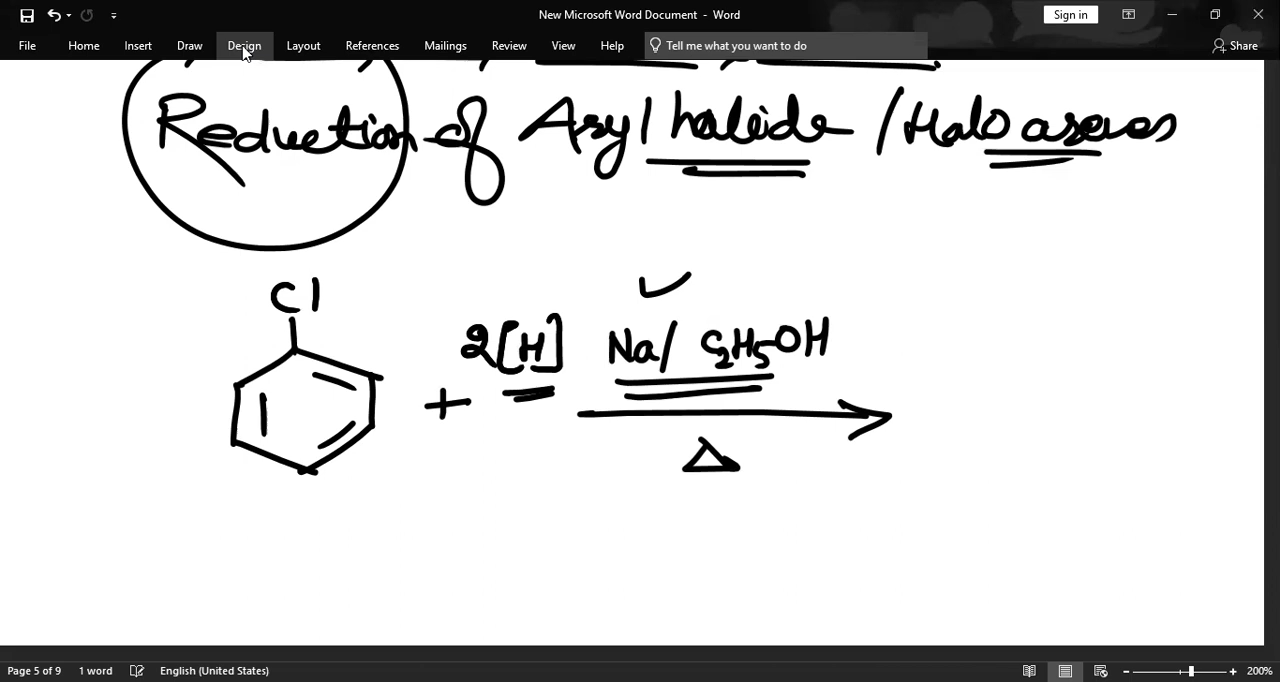 New Microsoft Word Document - Word
Sign in
File Home Insert Draw Design Layout References Mailings Review View Help Tell me what you want to do Share
Reduction of Aryl halide / Halo arenes
Cl
2[H] Na/ C2H5OH
+
Δ
Page 5 of 9 1 word English (United States) 200%